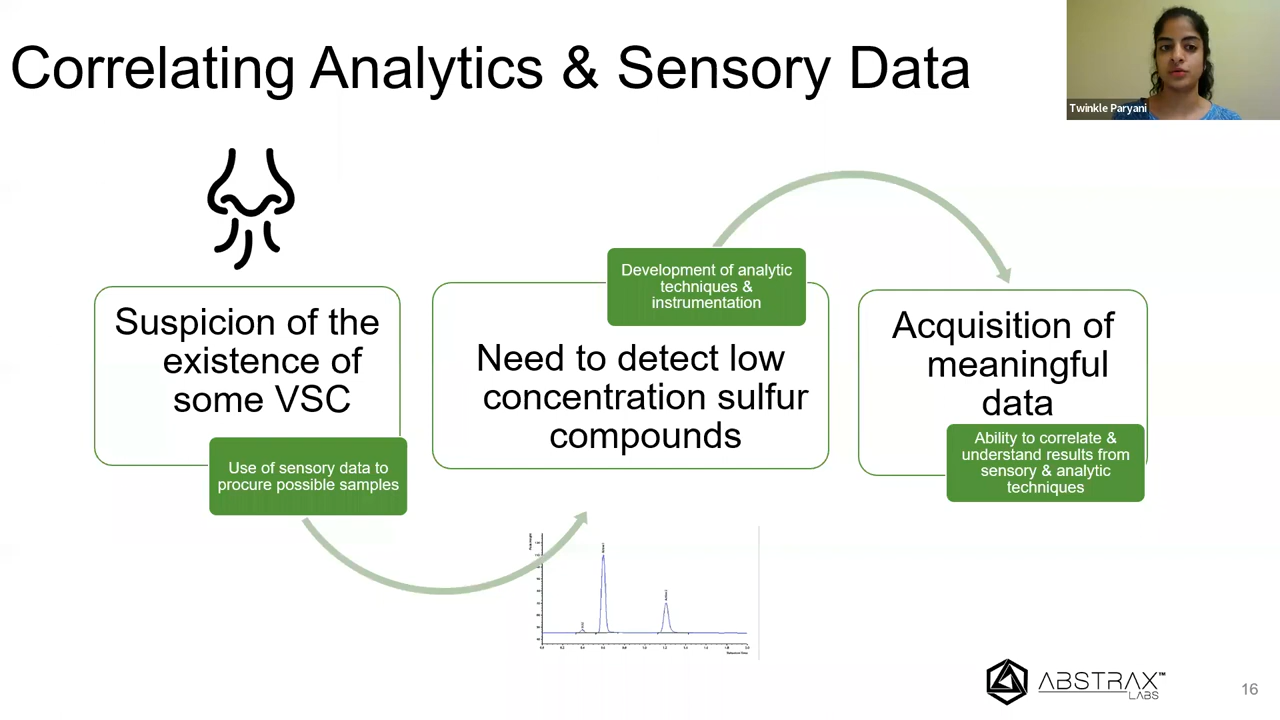 Correlating Analytics & Sensory Data
Twinkle Paryani
Suspicion of the
existence of
some VSC
Use of sensory data to
procure possible samples
Development of analytic
techniques &
instrumentation
Need to detect low
concentration sulfur
compounds
Acquisition of
meaningful
data
Ability to correlate &
understand results from
sensory & analytic
techniques
ABSTRAX™
LABS
16